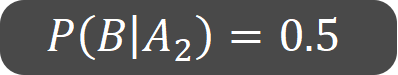 P(B|A₂) = 0.5